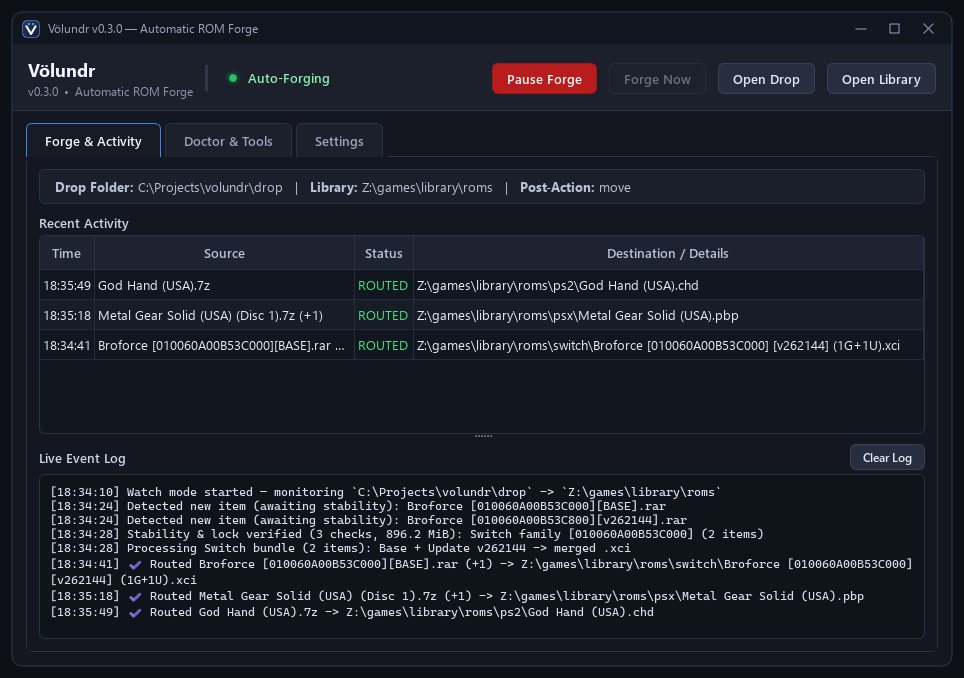 Völundr v0.3.0 — Automatic ROM Forge
Völundr
v0.3.0 • Automatic ROM Forge
Auto-Forging
Pause Forge
Forge Now
Open Drop
Open Library
Forge & Activity
Doctor & Tools
Settings
Drop Folder: C:\Projects\volundr\drop | Library: Z:\games\library\roms | Post-Action: move
Recent Activity
Time Source Status Destination / Details
18:35:49 God Hand (USA).7z ROUTED Z:\games\library\roms\ps2\God Hand (USA).chd
18:35:18 Metal Gear Solid (USA) (Disc 1).7z (+1) ROUTED Z:\games\library\roms\psx\Metal Gear Solid (USA).pbp
18:34:41 Broforce [010060A00B53C000][BASE].rar ... ROUTED Z:\games\library\roms\switch\Broforce [010060A00B53C000] [v262144] (1G+1U).xci
Live Event Log
Clear Log
[18:34:10] Watch mode started — monitoring `C:\Projects\volundr\drop` -> `Z:\games\library\roms`
[18:34:24] Detected new item (awaiting stability): Broforce [010060A00B53C000][BASE].rar
[18:34:24] Detected new item (awaiting stability): Broforce [010060A00B53C800][v262144].rar
[18:34:28] Stability & lock verified (3 checks, 896.2 MiB): Switch family [010060A00B53C000] (2 items)
[18:34:28] Processing Switch bundle (2 items): Base + Update v262144 -> merged .xci
[18:34:41] ✔ Routed Broforce [010060A00B53C000][BASE].rar (+1) -> Z:\games\library\roms\switch\Broforce [010060A00B53C000]
[v262144] (1G+1U).xci
[18:35:18] ✔ Routed Metal Gear Solid (USA) (Disc 1).7z (+1) -> Z:\games\library\roms\psx\Metal Gear Solid (USA).pbp
[18:35:49] ✔ Routed God Hand (USA).7z -> Z:\games\library\roms\ps2\God Hand (USA).chd